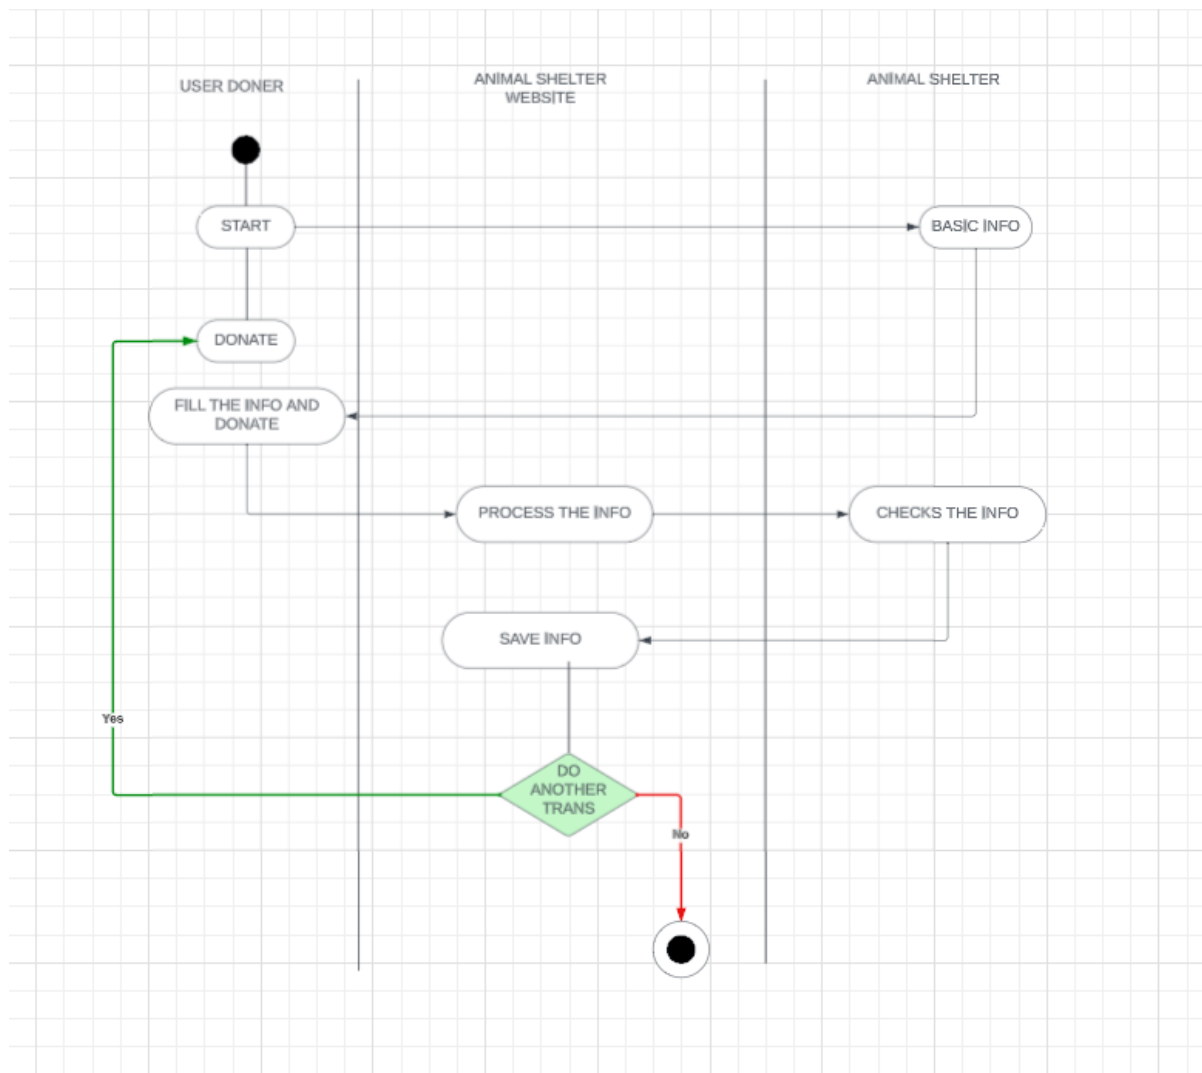 USER DONER
ANIMAL SHELTER
WEBSITE
ANIMAL SHELTER
START
BASIC INFO
DONATE
FILL THE INFO AND
DONATE
PROCESS THE INFO
CHECKS THE INFO
SAVE INFO
Yes
DO
ANOTHER
TRANS
No